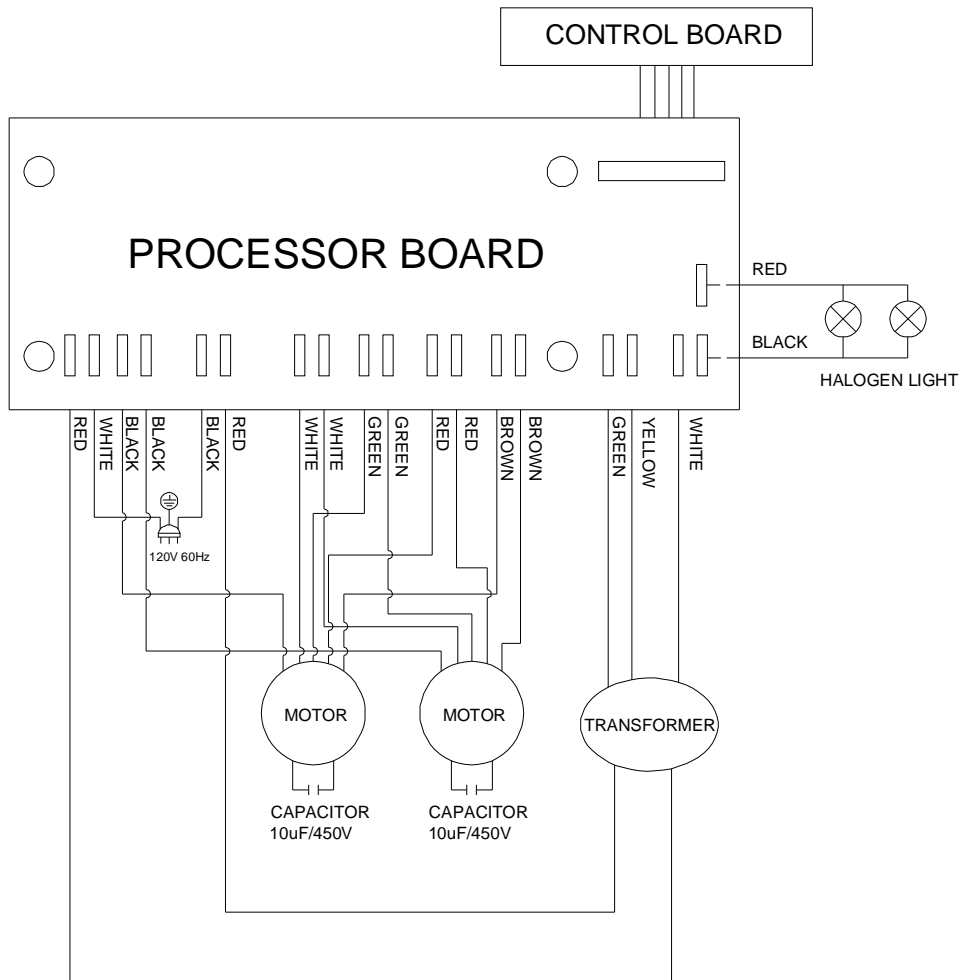 CONTROL BOARD
PROCESSOR BOARD
RED
BLACK
HALOGEN LIGHT
RED
WHITE
BLACK
BLACK
BLACK
RED
WHITE
WHITE
GREEN
GREEN
RED
RED
BROWN
BROWN
GREEN
YELLOW
WHITE
120V 60Hz
MOTOR
MOTOR
TRANSFORMER
CAPACITOR
10uF/450V
CAPACITOR
10uF/450V